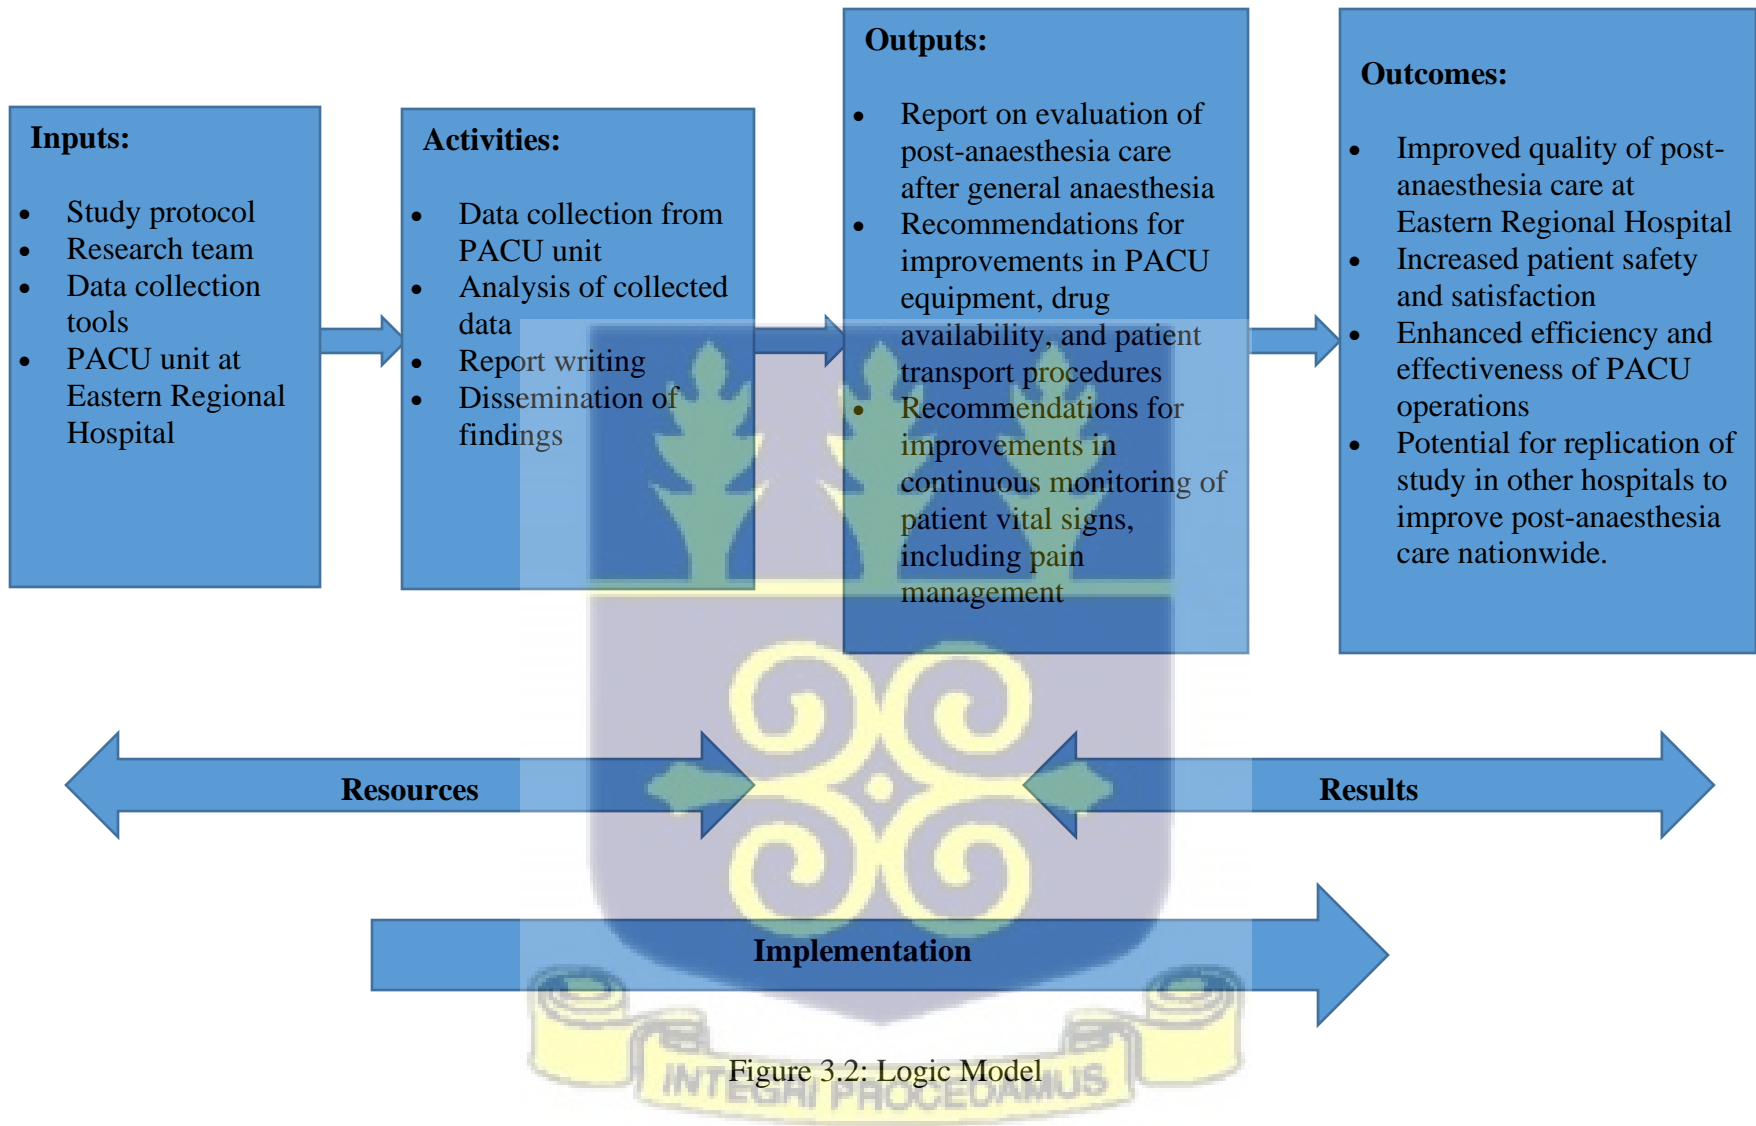 Inputs:
• Study protocol
• Research team
• Data collection
tools
• PACU unit at
Eastern Regional
Hospital
Activities:
• Data collection from
PACU unit
• Analysis of collected
data
• Report writing
• Dissemination of
findings
Outputs:
• Report on evaluation of
post-anaesthesia care
after general anaesthesia
• Recommendations for
improvements in PACU
equipment, drug
availability, and patient
transport procedures
• Recommendations for
improvements in
continuous monitoring of
patient vital signs,
including pain
management
Outcomes:
• Improved quality of post-
anaesthesia care at
Eastern Regional Hospital
• Increased patient safety
and satisfaction
• Enhanced efficiency and
effectiveness of PACU
operations
• Potential for replication of
study in other hospitals to
improve post-anaesthesia
care nationwide.
Resources
Results
Implementation
Figure 3.2: Logic Model
INTEGRI PROCEDAMUS